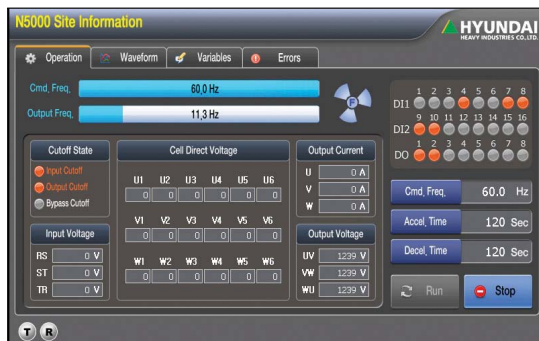 N5000 Site Information
HYUNDAI
HEAVY INDUSTRIES CO.,LTD.
Operation Waveform Variables Errors
Cmd, Freq, 60,0 Hz
Output Freq, 11,3 Hz
F
1 2 3 4 5 6 7 8
DI1
9 10 11 12 13 14 15 16
DI2
1 2 3 4 5 6 7 8
DO
Cutoff State
Input Cutoff
Output Cutoff
Bypass Cutoff
Input Voltage
RS 0 V
ST 0 V
TR 0 V
Cell Direct Voltage
U1 U2 U3 U4 U5 U6
0 0 0 0 0 0
V1 V2 V3 V4 V5 V6
0 0 0 0 0 0
W1 W2 W3 W4 W5 W6
0 0 0 0 0 0
Output Current
U 0 A
V 0 A
W 0 A
Output Voltage
UV 1239 V
VW 1239 V
WU 1239 V
Cmd, Freq, 60.0 Hz
Accel, Time 120 Sec
Decel, Time 120 Sec
Run Stop
T R